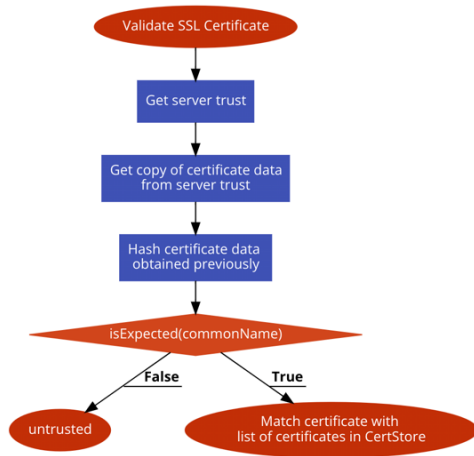 Validate SSL Certificate
Get server trust
Get copy of certificate data
from server trust
Hash certificate data
obtained previously
isExpected(commonName)
False
True
untrusted
Match certificate with
list of certificates in CertStore